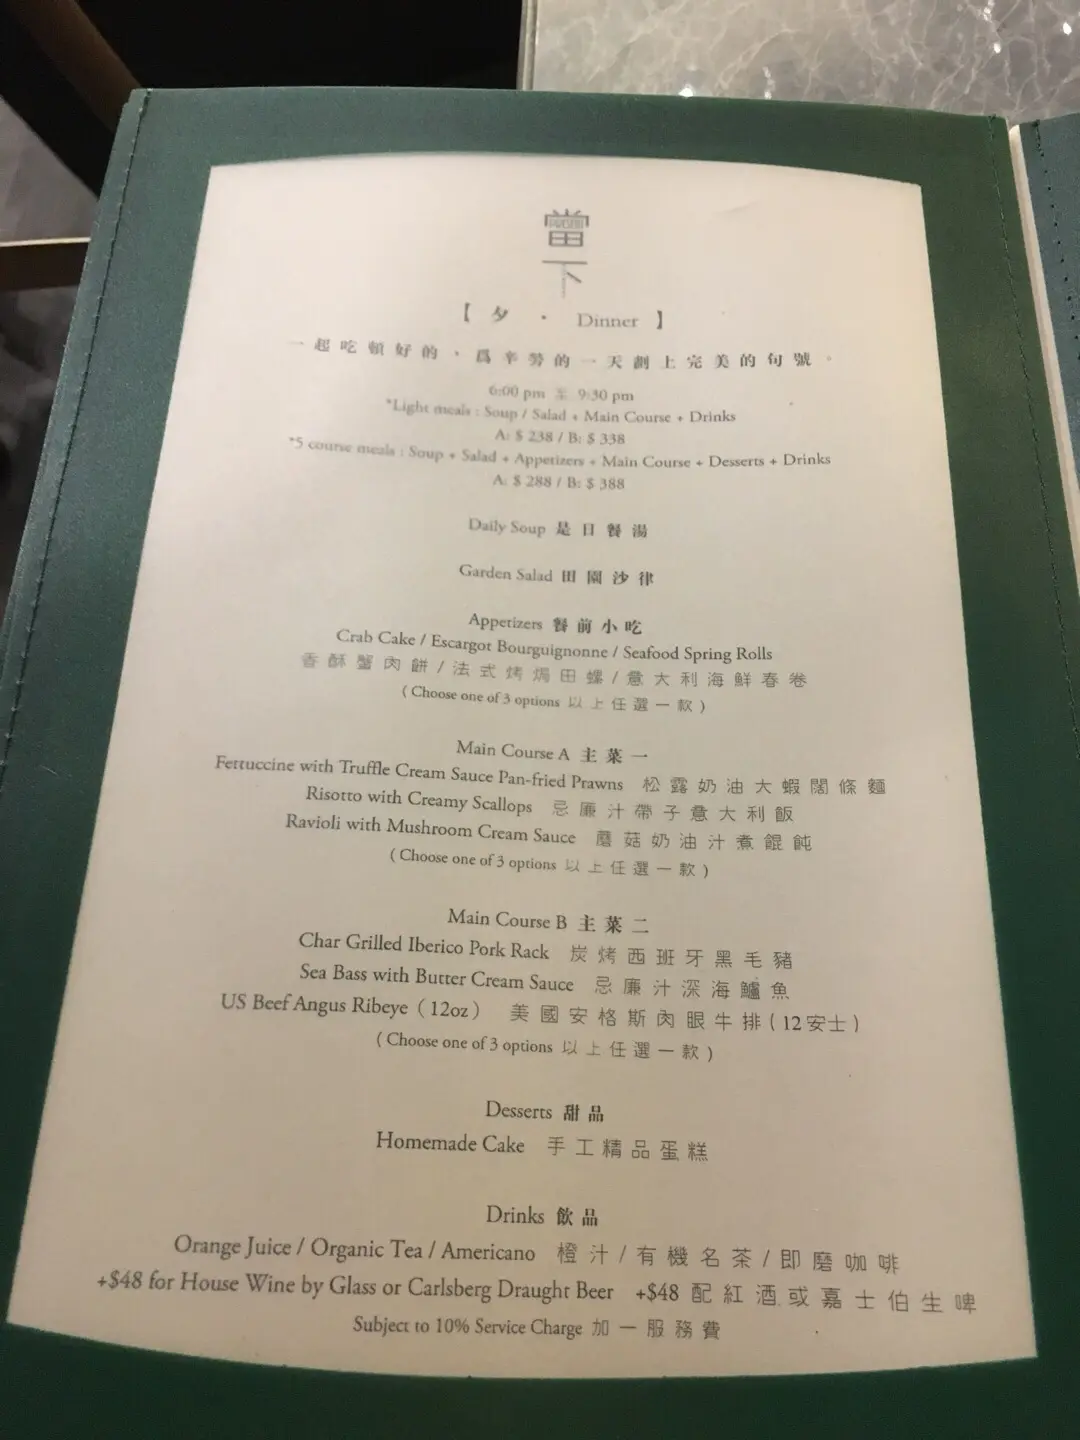 當
下
【 夕 · Dinner 】
一起吃頓好的，爲辛勞的一天劃上完美的句號。
6:00 pm 至 9:30 pm
*Light meals : Soup / Salad + Main Course + Drinks
A: $ 238 / B: $ 338
*5 course meals : Soup + Salad + Appetizers + Main Course + Desserts + Drinks
A: $ 288 / B: $ 388
Daily Soup 是日餐湯
Garden Salad 田園沙律
Appetizers 餐前小吃
Crab Cake / Escargot Bourguignonne / Seafood Spring Rolls
香酥蟹肉餅/法式烤焗田螺/意大利海鮮春卷
( Choose one of 3 options 以上任選一款 )
Main Course A 主菜一
Fettuccine with Truffle Cream Sauce Pan-fried Prawns 松露奶油大蝦闊條麵
Risotto with Creamy Scallops 忌廉汁帶子意大利飯
Ravioli with Mushroom Cream Sauce 蘑菇奶油汁煮餛飩
( Choose one of 3 options 以上任選一款 )
Main Course B 主菜二
Char Grilled Iberico Pork Rack 炭烤西班牙黑毛豬
Sea Bass with Butter Cream Sauce 忌廉汁深海鱸魚
US Beef Angus Ribeye ( 12oz ) 美國安格斯肉眼牛排( 12安士 )
( Choose one of 3 options 以上任選一款 )
Desserts 甜品
Homemade Cake 手工精品蛋糕
Drinks 飲品
Orange Juice / Organic Tea / Americano 橙汁/有機名茶/即磨咖啡
+$48 for House Wine by Glass or Carlsberg Draught Beer +$48 配紅酒或嘉士伯生啤
Subject to 10% Service Charge 加一服務費